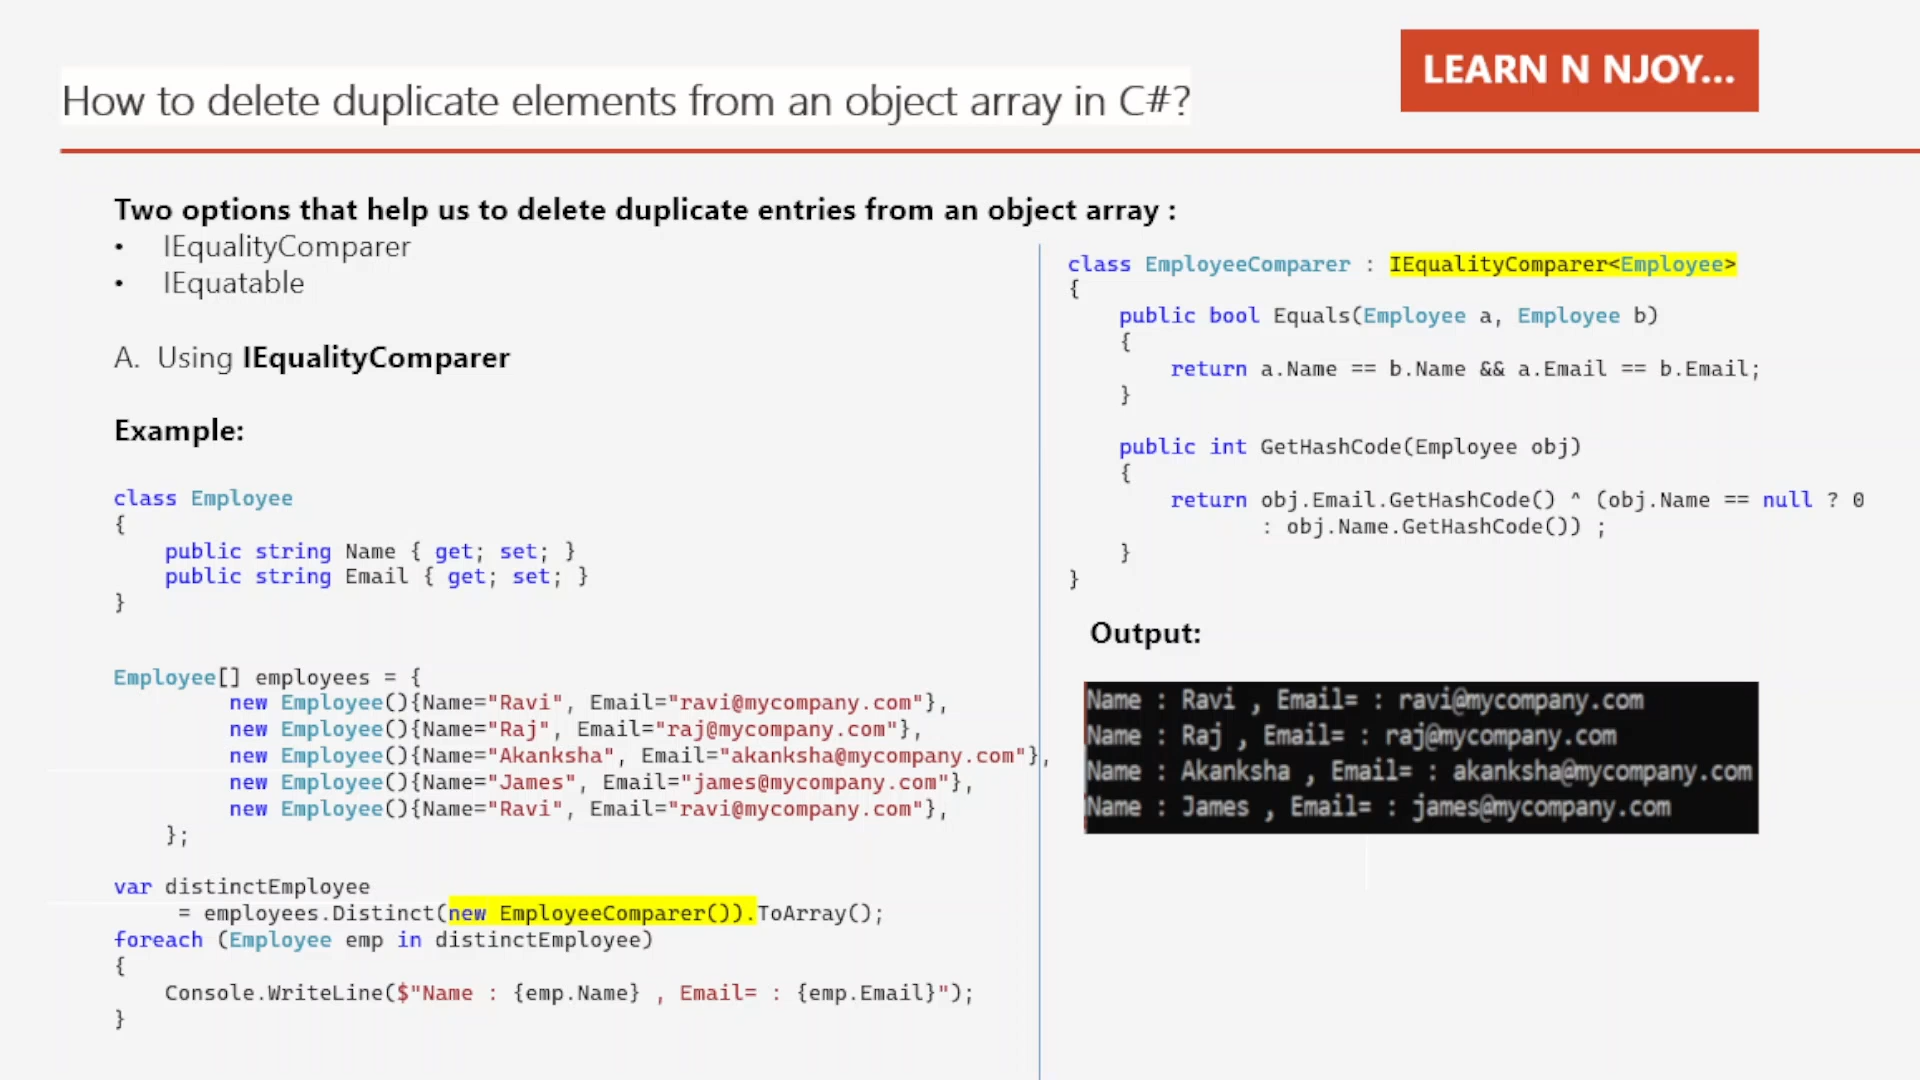 LEARN N NJOY...
How to delete duplicate elements from an object array in C#?
Two options that help us to delete duplicate entries from an object array :
• IEqualityComparer
• IEquatable
A. Using IEqualityComparer
Example:
class Employee
{
    public string Name { get; set; }
    public string Email { get; set; }
}
Employee[] employees = {
         new Employee(){Name="Ravi", Email="ravi@mycompany.com"},
         new Employee(){Name="Raj", Email="raj@mycompany.com"},
         new Employee(){Name="Akanksha", Email="akanksha@mycompany.com"},
         new Employee(){Name="James", Email="james@mycompany.com"},
         new Employee(){Name="Ravi", Email="ravi@mycompany.com"},
    };
var distinctEmployee
     = employees.Distinct(new EmployeeComparer()).ToArray();
foreach (Employee emp in distinctEmployee)
{
    Console.WriteLine($"Name : {emp.Name} , Email= : {emp.Email}");
}
class EmployeeComparer : IEqualityComparer<Employee>
{
    public bool Equals(Employee a, Employee b)
    {
        return a.Name == b.Name && a.Email == b.Email;
    }
    public int GetHashCode(Employee obj)
    {
        return obj.Email.GetHashCode() ^ (obj.Name == null ? 0
               : obj.Name.GetHashCode()) ;
    }
}
Output:
Name : Ravi , Email= : ravi@mycompany.com
Name : Raj , Email= : raj@mycompany.com
Name : Akanksha , Email= : akanksha@mycompany.com
Name : James , Email= : james@mycompany.com